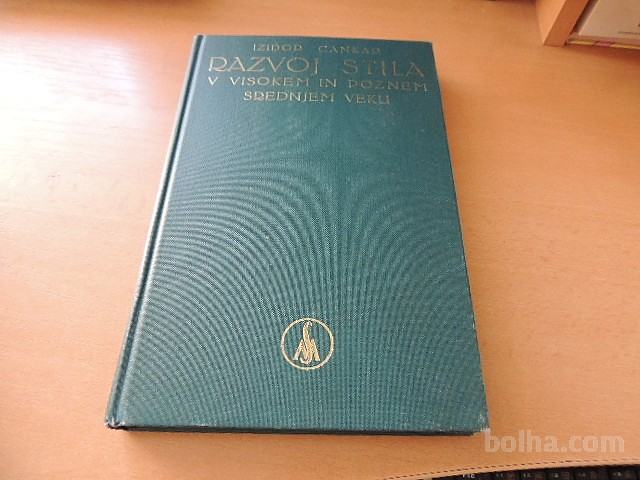 IZIDOR CANKAR
RAZVOJ STILA
V VISOKEM IN POZNEM
SREDNJEM VEKU
bolha.com